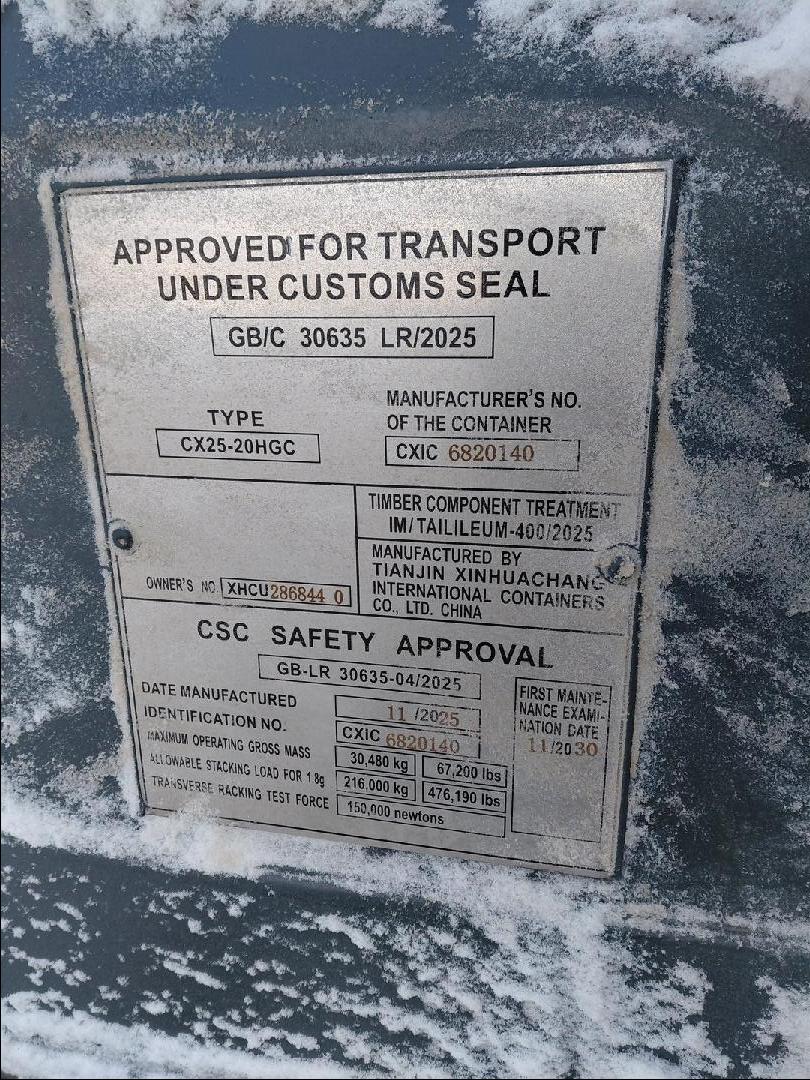 APPROVED FOR TRANSPORT
UNDER CUSTOMS SEAL
GB/C 30635 LR/2025
TYPE
CX25-20HGC
MANUFACTURER'S NO.
OF THE CONTAINER
CXIC 6820140
TIMBER COMPONENT TREATMENT
IM/TAILILEUM-400/2025
MANUFACTURED BY
TIANJIN XINHUACHANG
INTERNATIONAL CONTAINERS
CO., LTD. CHINA
OWNER'S NO. XHCU286844 0
CSC SAFETY APPROVAL
GB-LR 30635-04/2025
DATE MANUFACTURED 11 /2025
IDENTIFICATION NO. CXIC 6820140
MAXIMUM OPERATING GROSS MASS 30,480 kg 67,200 lbs
ALLOWABLE STACKING LOAD FOR 1.8g 216.000 kg 476,190 lbs
TRANSVERSE RACKING TEST FORCE 150,000 newtons
FIRST MAINTE-
NANCE EXAMI-
NATION DATE
11/2030